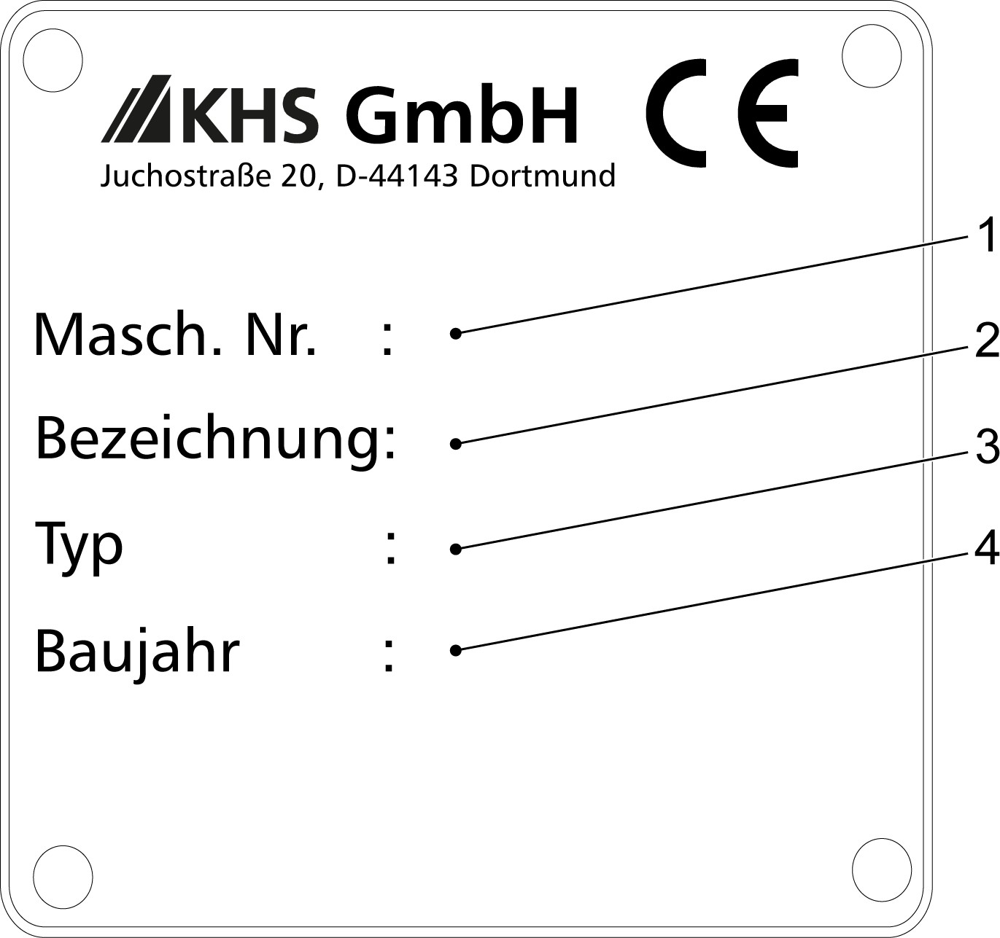 KHS GmbH CE
Juchostraße 20, D-44143 Dortmund
1
Masch. Nr. :
2
Bezeichnung:
3
Typ :
4
Baujahr :